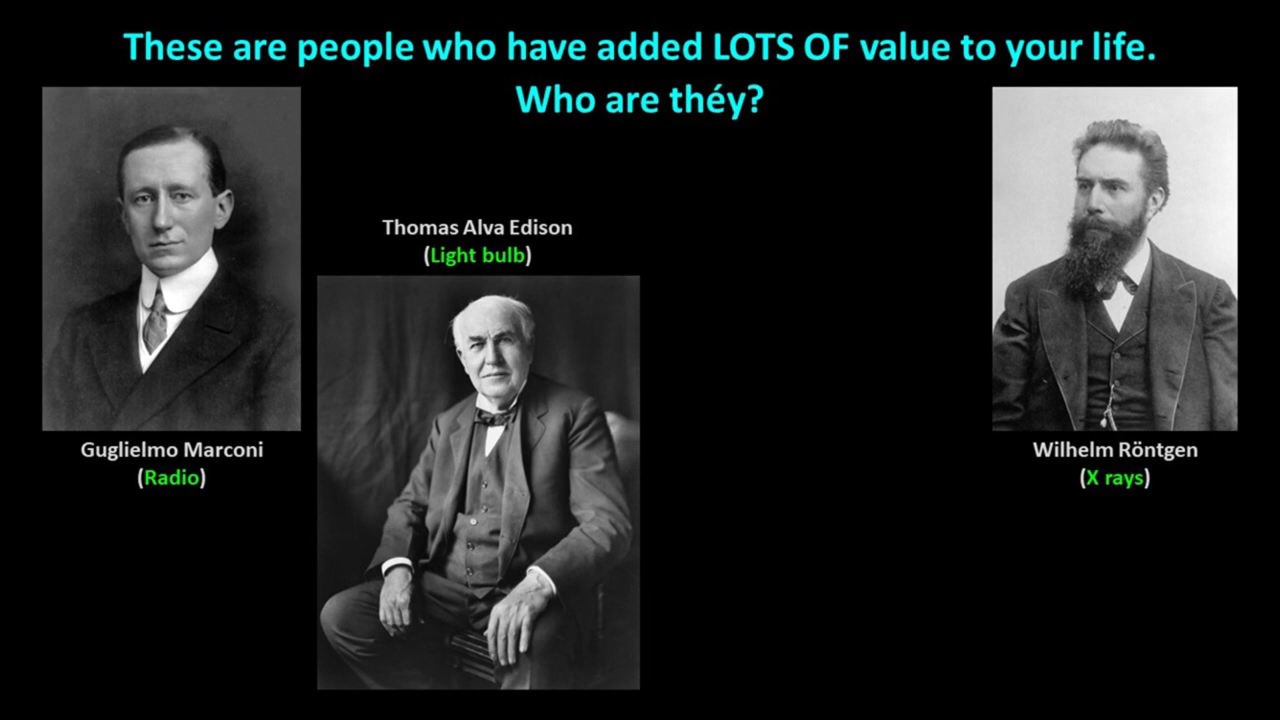 These are people who have added LOTS OF value to your life.
Who are théy?
Thomas Alva Edison
(Light bulb)
Guglielmo Marconi
(Radio)
Wilhelm Röntgen
(X rays)